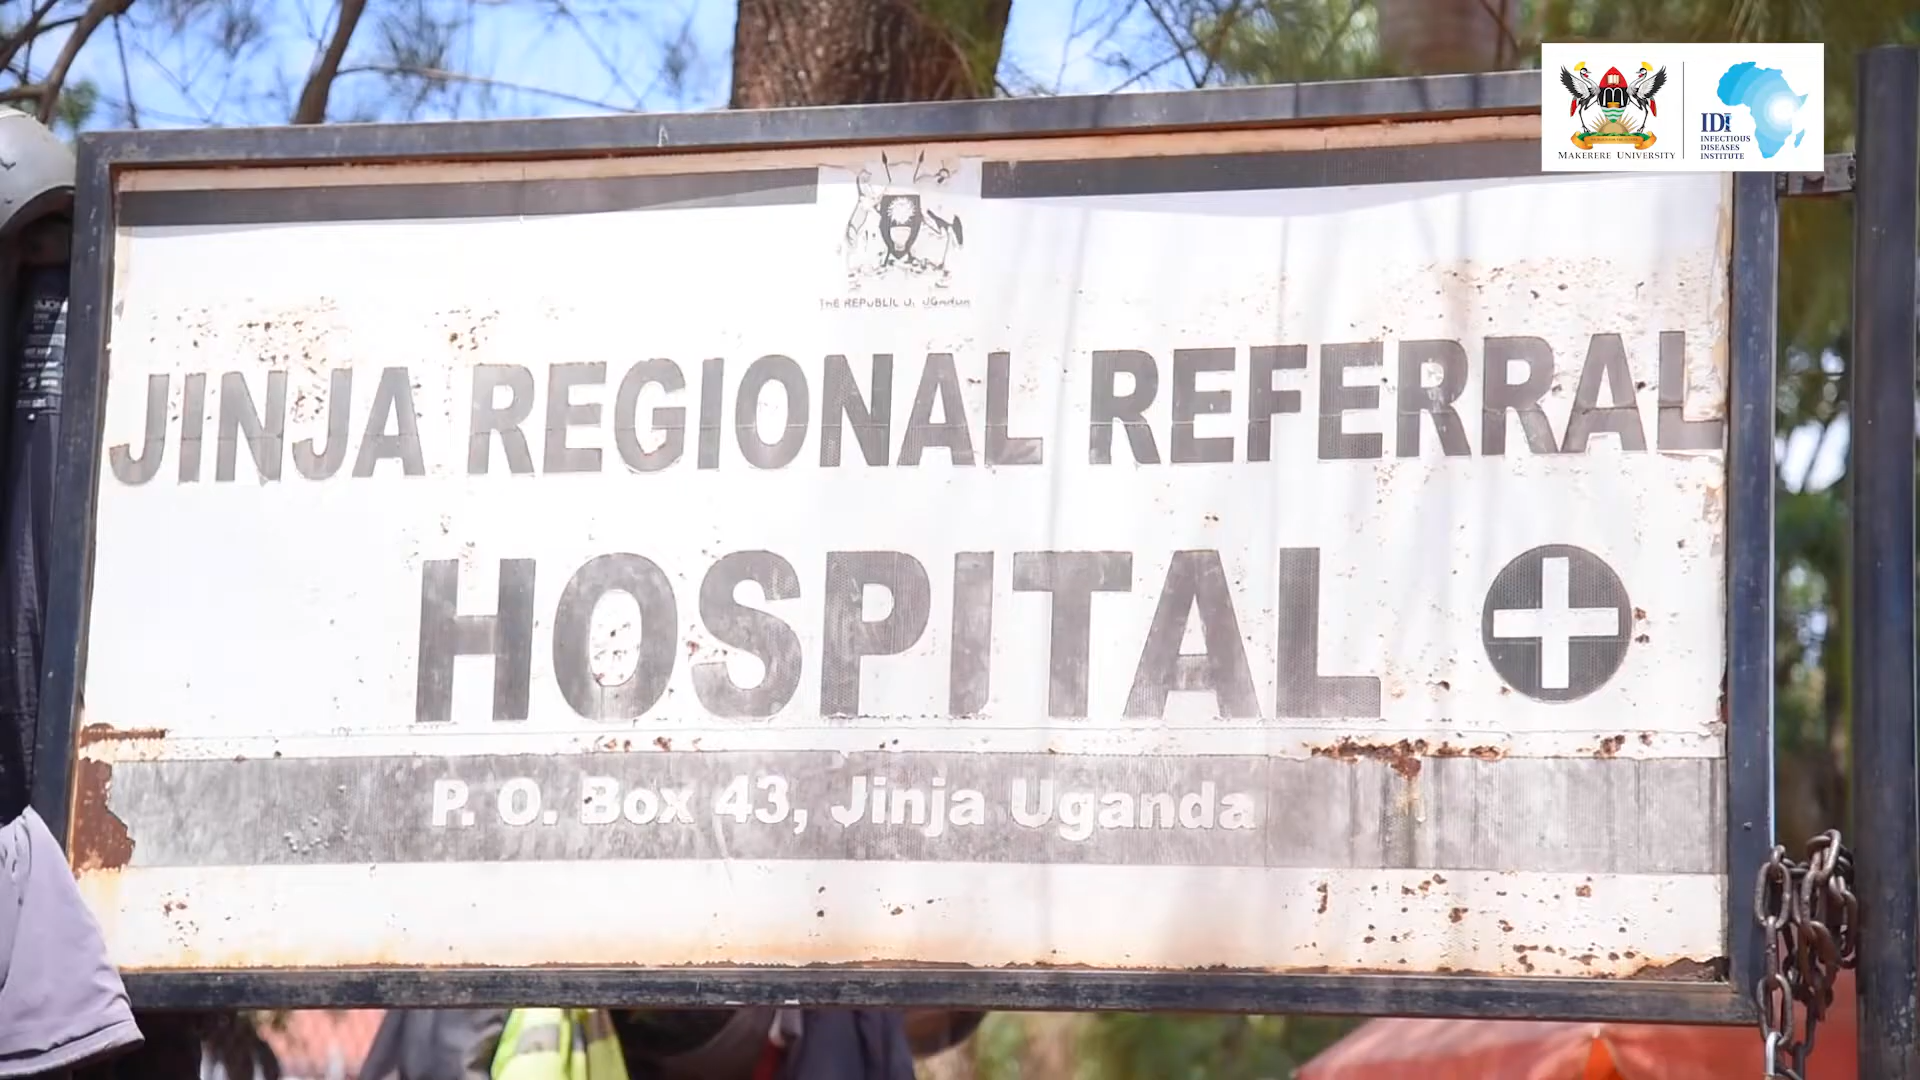 MAKERERE UNIVERSITY
IDI
INFECTIOUS
DISEASES
INSTITUTE
THE REPUBLIC OF UGANDA
JINJA REGIONAL REFERRAL
HOSPITAL
P. O. Box 43, Jinja Uganda